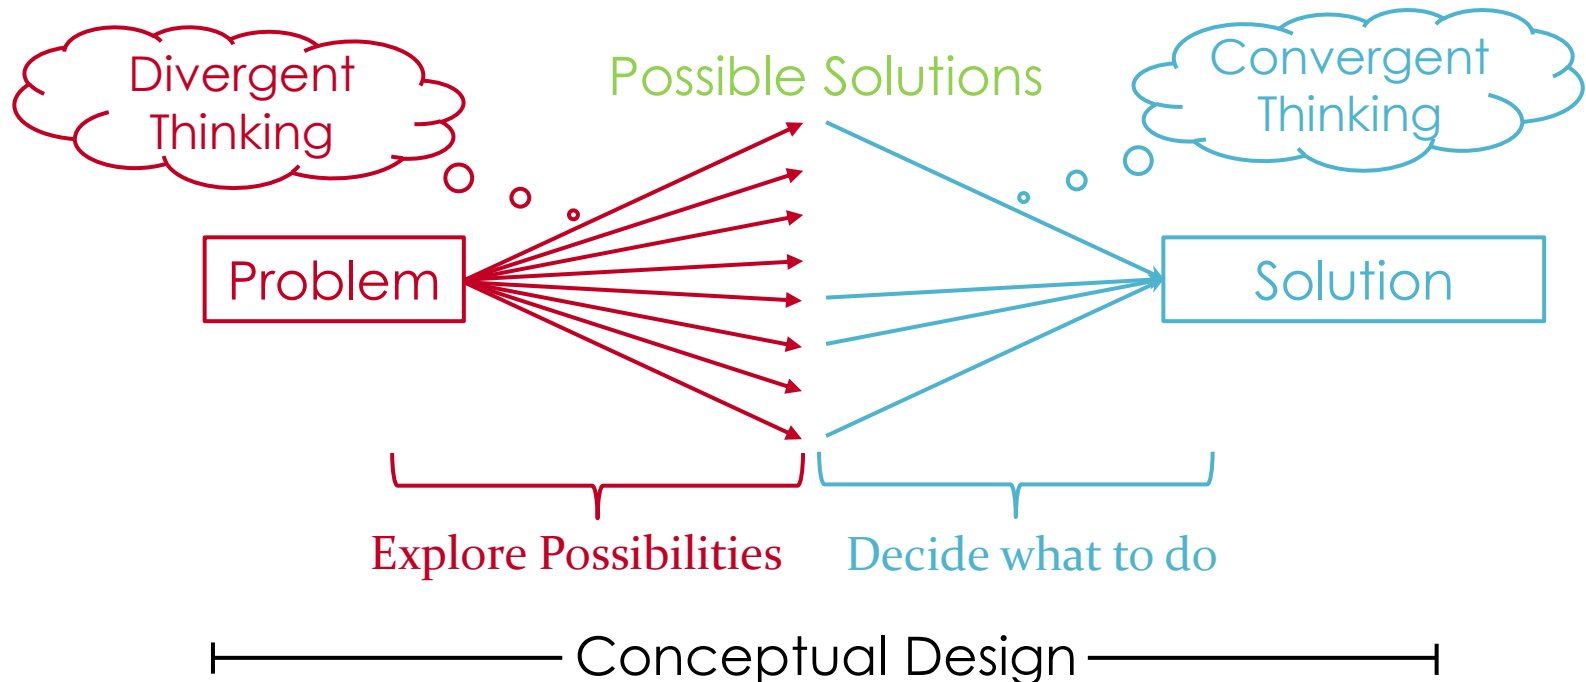 Divergent
Thinking
Possible Solutions
Convergent
Thinking
Problem
Solution
Explore Possibilities
Decide what to do
Conceptual Design